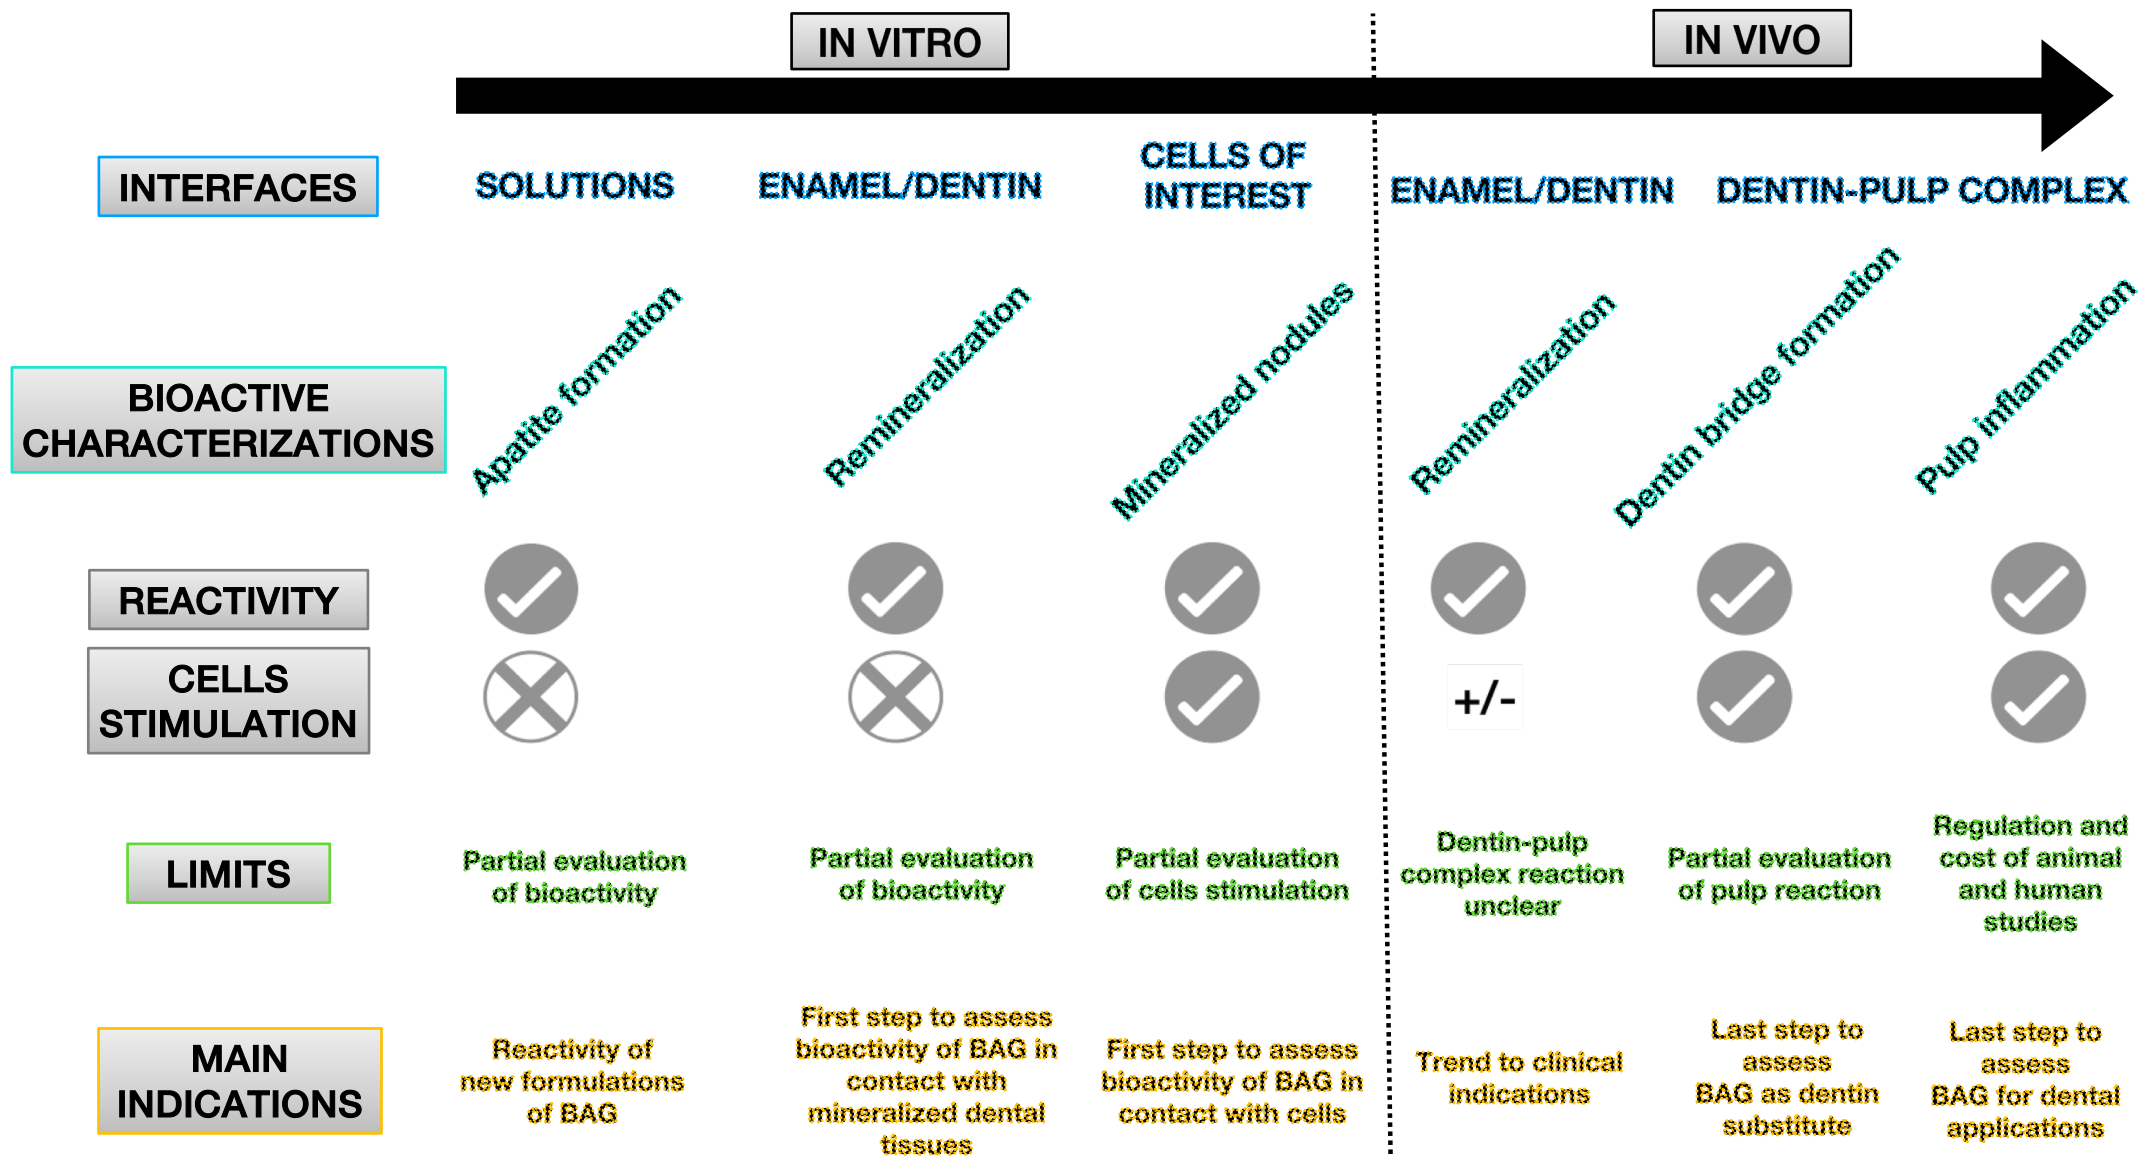 IN VITRO
IN VIVO
INTERFACES
SOLUTIONS
ENAMEL/DENTIN
CELLS OF
INTEREST
ENAMEL/DENTIN
DENTIN-PULP COMPLEX
BIOACTIVE
CHARACTERIZATIONS
Apatite formation
Remineralization
Mineralized nodules
Remineralization
Dentin bridge formation
Pulp inflammation
REACTIVITY
CELLS
STIMULATION
+/-
LIMITS
Partial evaluation
of bioactivity
Partial evaluation
of bioactivity
Partial evaluation
of cells stimulation
Dentin-pulp
complex reaction
unclear
Partial evaluation
of pulp reaction
Regulation and
cost of animal
and human
studies
MAIN
INDICATIONS
Reactivity of
new formulations
of BAG
First step to assess
bioactivity of BAG in
contact with
mineralized dental
tissues
First step to assess
bioactivity of BAG in
contact with cells
Trend to clinical
indications
Last step to
assess
BAG as dentin
substitute
Last step to
assess
BAG for dental
applications